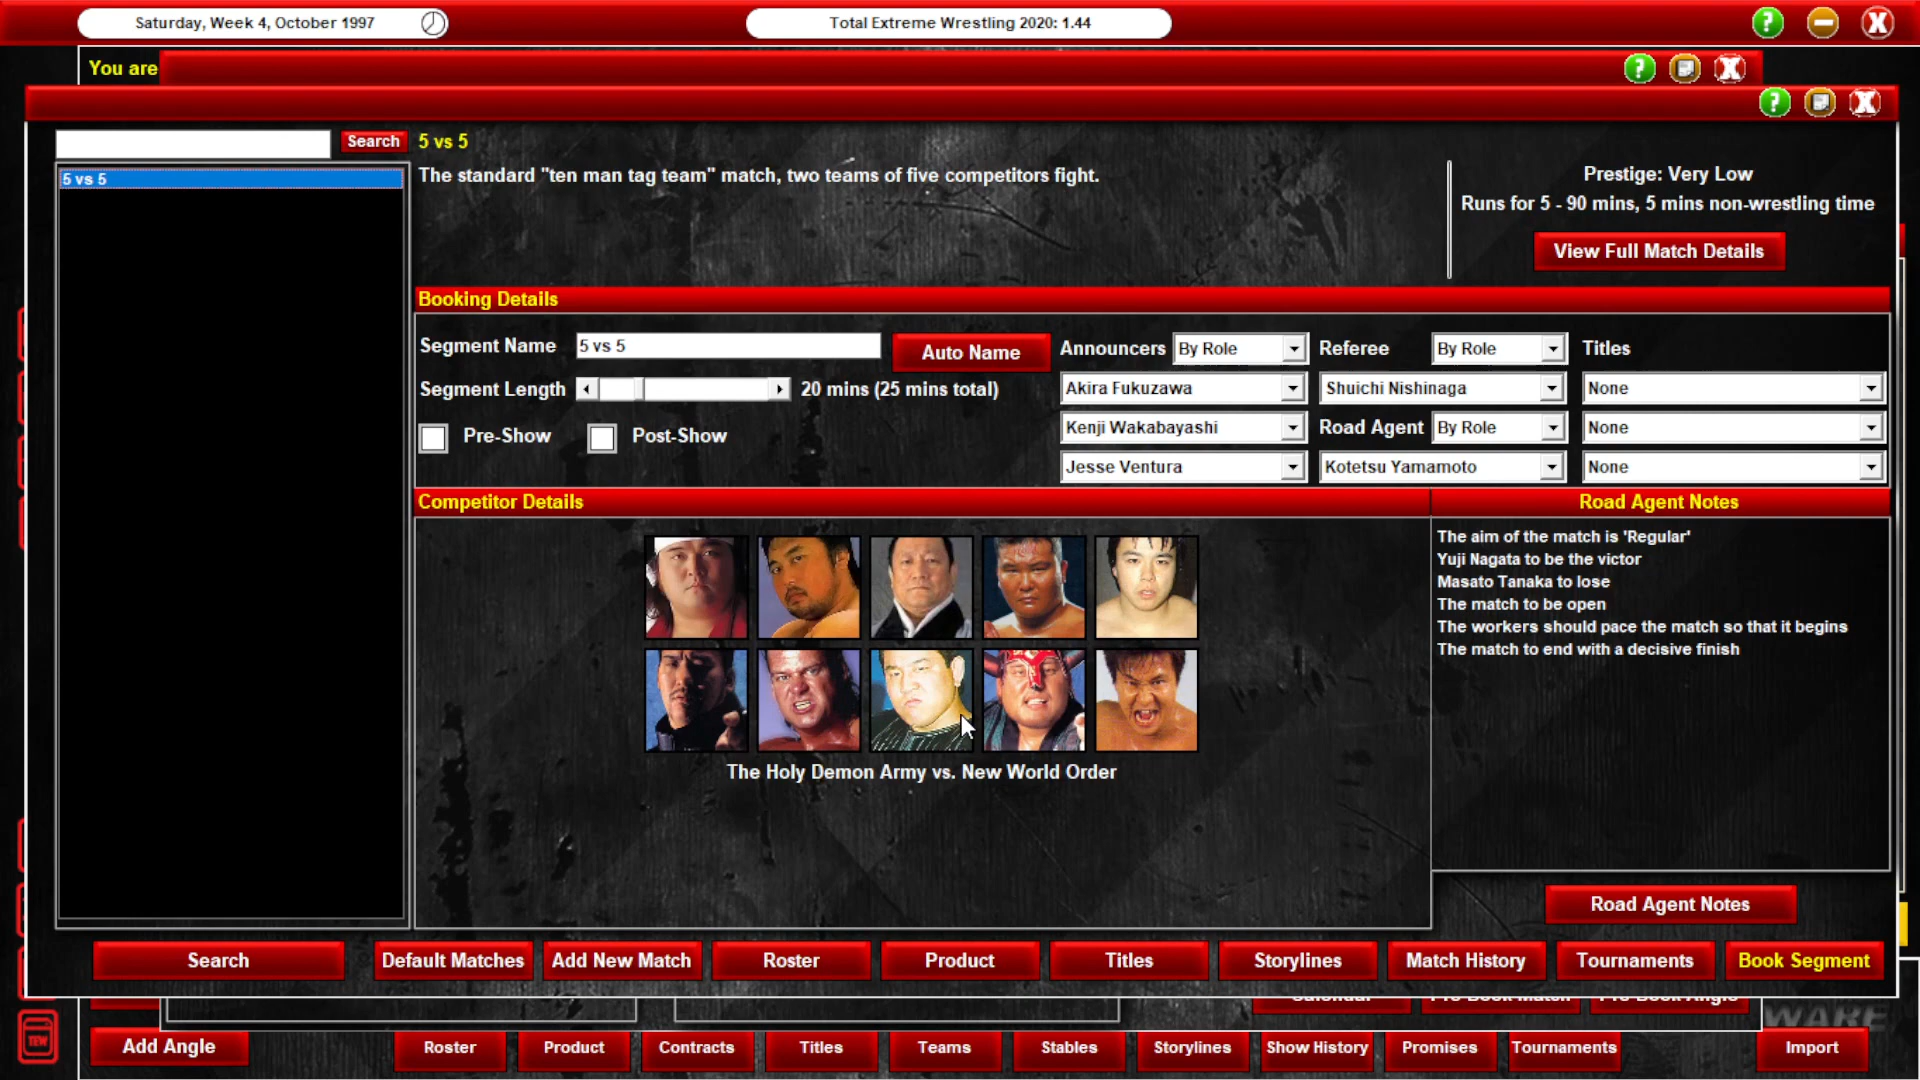 Saturday, Week 4, October 1997
Total Extreme Wrestling 2020: 1.44
You are
Search
5 vs 5
5 vs 5
The standard "ten man tag team" match, two teams of five competitors fight.
Prestige: Very Low
Runs for 5 - 90 mins, 5 mins non-wrestling time
View Full Match Details
Booking Details
Segment Name
5 vs 5
Auto Name
Announcers
By Role
Referee
By Role
Titles
Segment Length
20 mins (25 mins total)
Akira Fukuzawa
Shuichi Nishinaga
None
Pre-Show
Post-Show
Kenji Wakabayashi
Road Agent
By Role
None
Jesse Ventura
Kotetsu Yamamoto
None
Competitor Details
Road Agent Notes
The aim of the match is 'Regular'
Yuji Nagata to be the victor
Masato Tanaka to lose
The match to be open
The workers should pace the match so that it begins
The match to end with a decisive finish
The Holy Demon Army vs. New World Order
Road Agent Notes
Search
Default Matches
Add New Match
Roster
Product
Titles
Storylines
Match History
Tournaments
Book Segment
Calendar
Pre-Book Match
Pre-Book Angle
WARE
TEW
Add Angle
Roster
Product
Contracts
Titles
Teams
Stables
Storylines
Show History
Promises
Tournaments
Import